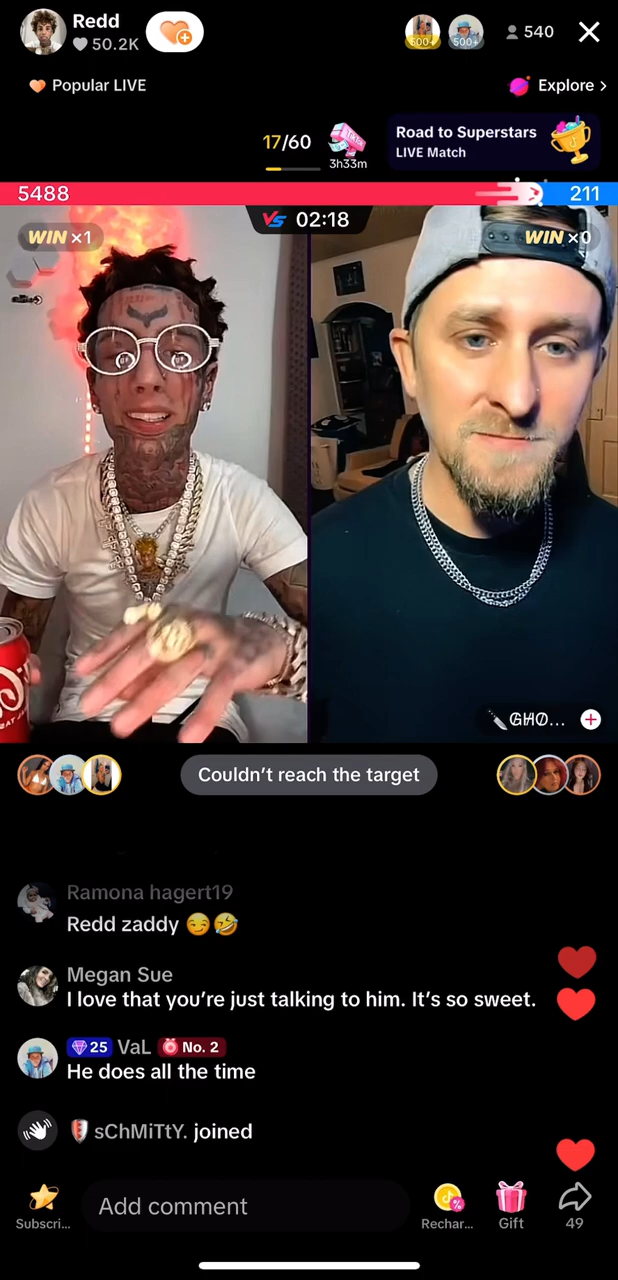 Redd
50.2K
500+
500+
540
Popular LIVE
Explore >
17/60
3h33m
Road to Superstars
LIVE Match
5488
211
WIN ×1
VS 02:18
WIN ×0
🔪 GHO...
Couldn't reach the target
Ramona hagert19
Redd zaddy 😏🤣
Megan Sue
I love that you're just talking to him. It's so sweet.
25 VaL No. 2
He does all the time
sChMiTtY. joined
Add comment
Subscri...
Rechar...
Gift
49